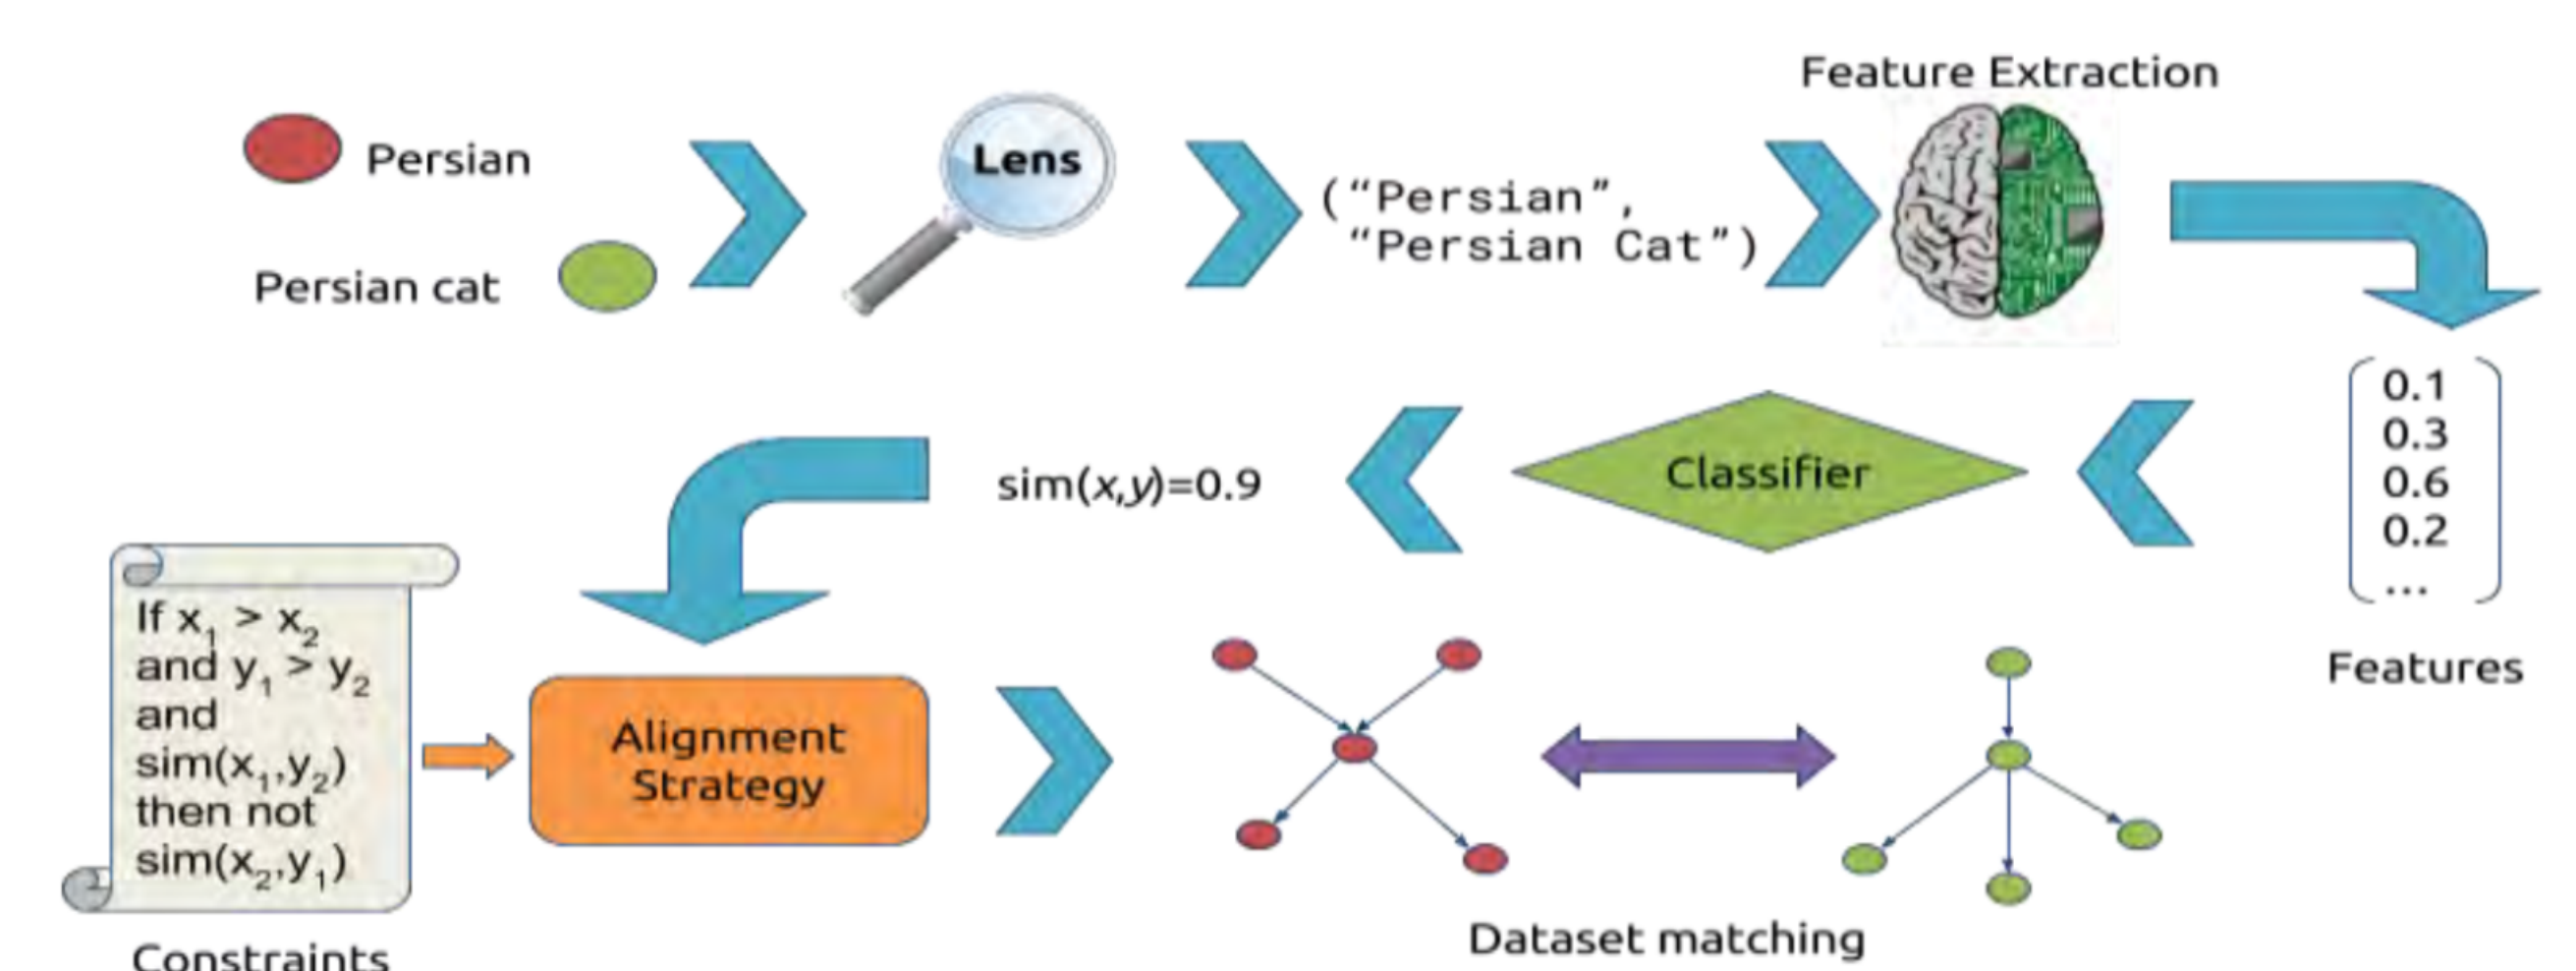 Feature Extraction
Persian
Lens
("Persian",
"Persian Cat")
Persian cat
0.1
0.3
0.6
0.2
...
Features
Classifier
sim(x,y)=0.9
If x₁ > x₂
and y₁ > y₂
and
sim(x₁,y₂)
then not
sim(x₂,y₁)
Constraints
Alignment
Strategy
Dataset matching